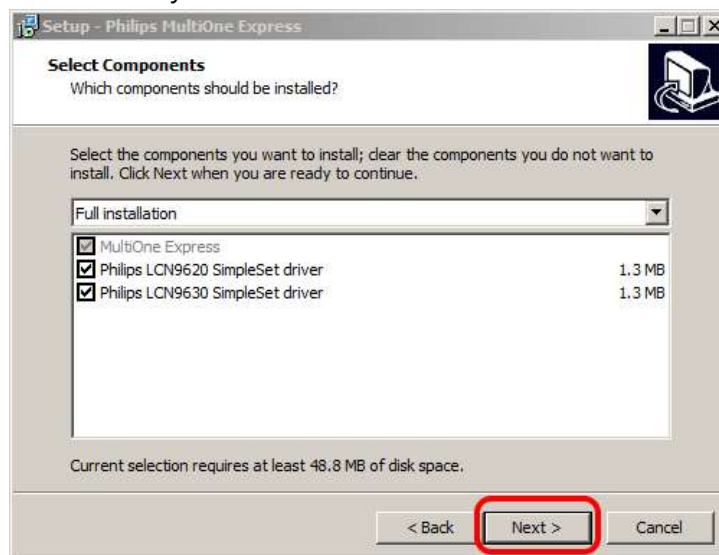 Setup - Philips MultiOne Express
Select Components
Which components should be installed?
Select the components you want to install; clear the components you do not want to
install. Click Next when you are ready to continue.
Full installation
MultiOne Express
Philips LCN9620 SimpleSet driver 1.3 MB
Philips LCN9630 SimpleSet driver 1.3 MB
Current selection requires at least 48.8 MB of disk space.
< Back Next > Cancel